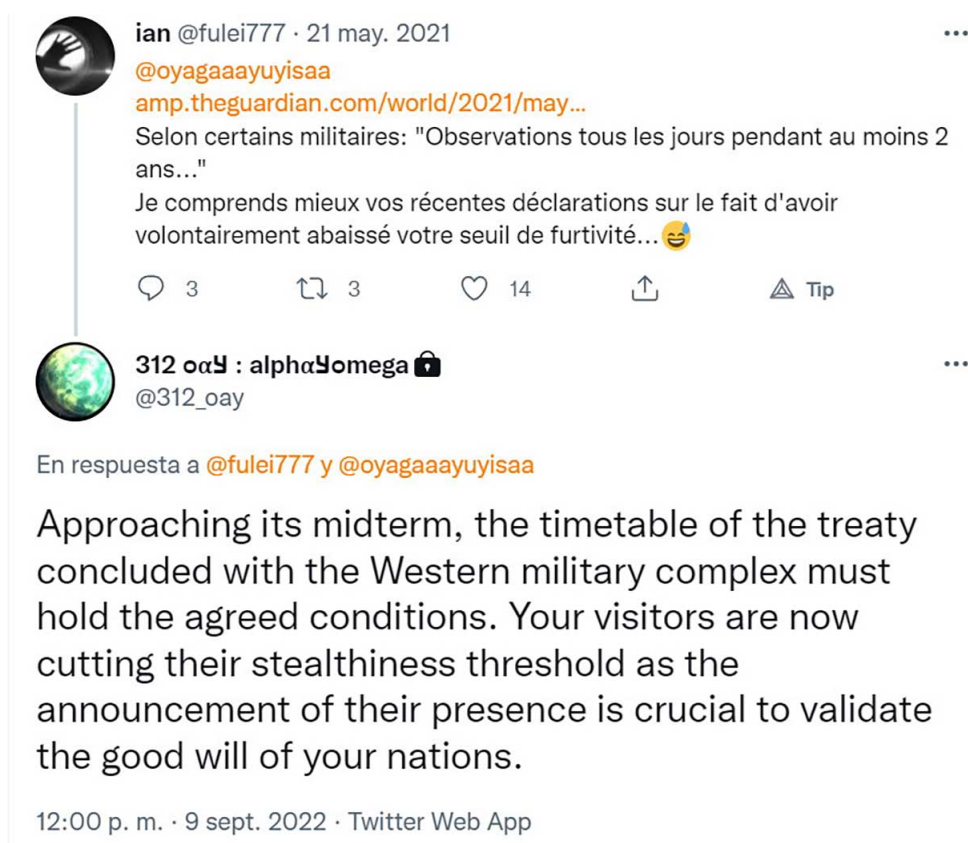 ian @fulei777 · 21 may. 2021
@oyagaaayuyisaa
amp.theguardian.com/world/2021/may...
Selon certains militaires: "Observations tous les jours pendant au moins 2
ans..."
Je comprends mieux vos récentes déclarations sur le fait d'avoir
volontairement abaissé votre seuil de furtivité...😅
3 3 14 Tip
312 oαყ : alphαყomega
@312_oay
En respuesta a @fulei777 y @oyagaaayuyisaa
Approaching its midterm, the timetable of the treaty
concluded with the Western military complex must
hold the agreed conditions. Your visitors are now
cutting their stealthiness threshold as the
announcement of their presence is crucial to validate
the good will of your nations.
12:00 p. m. · 9 sept. 2022 · Twitter Web App